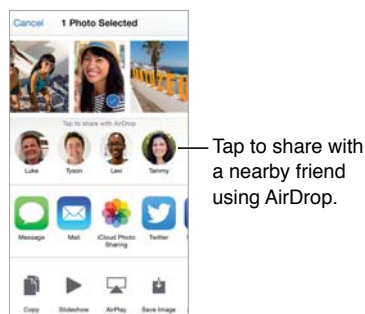 Cancel 1 Photo Selected
Tap to share with AirDrop
Luke Tyson Lexi Tammy
Tap to share with
a nearby friend
using AirDrop.
Message Mail iCloud Photo Sharing Twitter
Copy Slideshow AirPlay Save Image